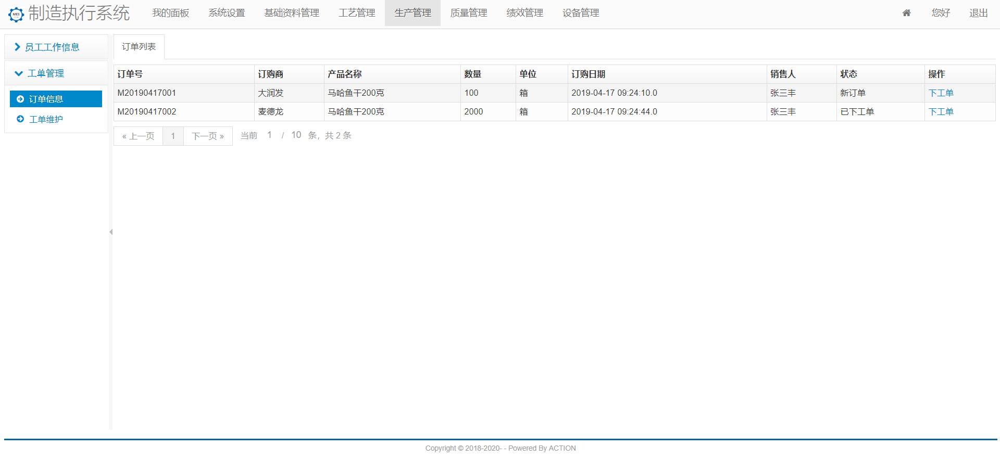 MES 制造执行系统 我的面板 系统设置 基础资料管理 工艺管理 生产管理 质量管理 绩效管理 设备管理 您好 退出
员工工作信息
工单管理
订单信息
工单维护
订单列表
订单号 订购商 产品名称 数量 单位 订购日期 销售人 状态 操作
M20190417001 大润发 马哈鱼干200克 100 箱 2019-04-17 09:24:10.0 张三丰 新订单 下工单
M20190417002 麦德龙 马哈鱼干200克 2000 箱 2019-04-17 09:24:44.0 张三丰 已下工单 下工单
« 上一页 1 下一页 » 当前 1 / 10 条，共 2 条
Copyright © 2018-2020- - Powered By ACTION